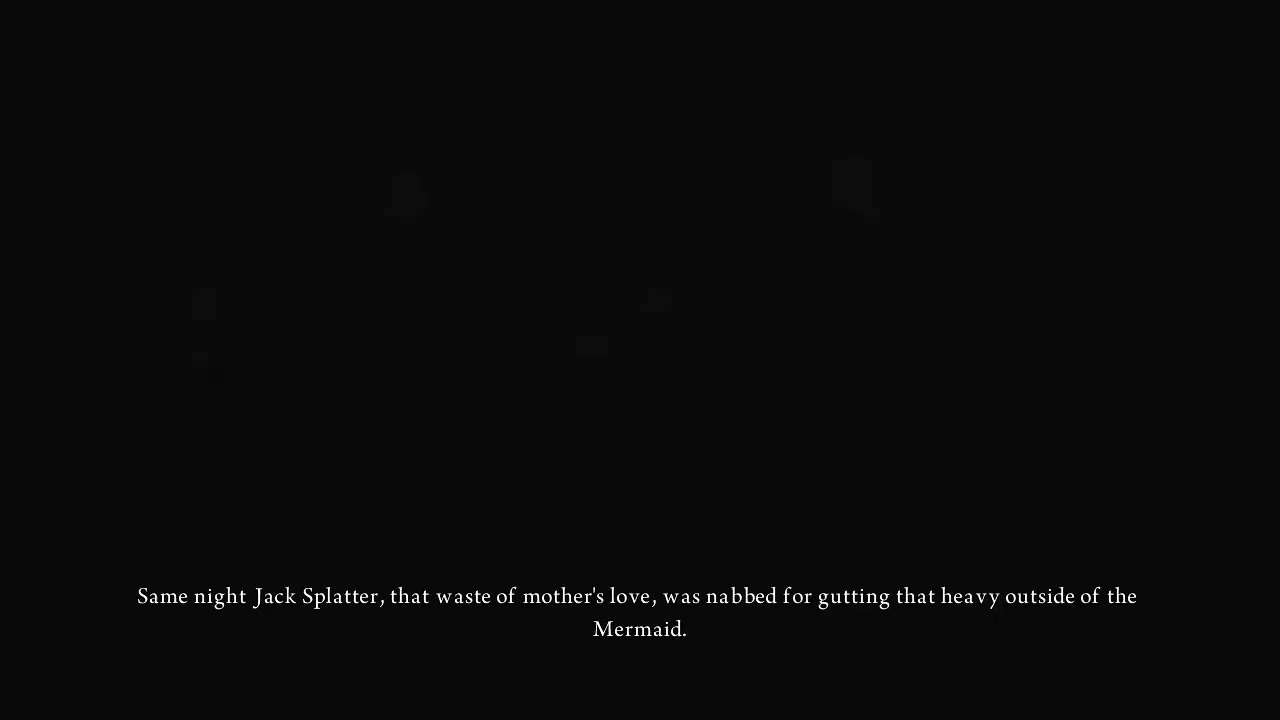 Same night Jack Splatter, that waste of mother's love, was nabbed for gutting that heavy outside of the
Mermaid.